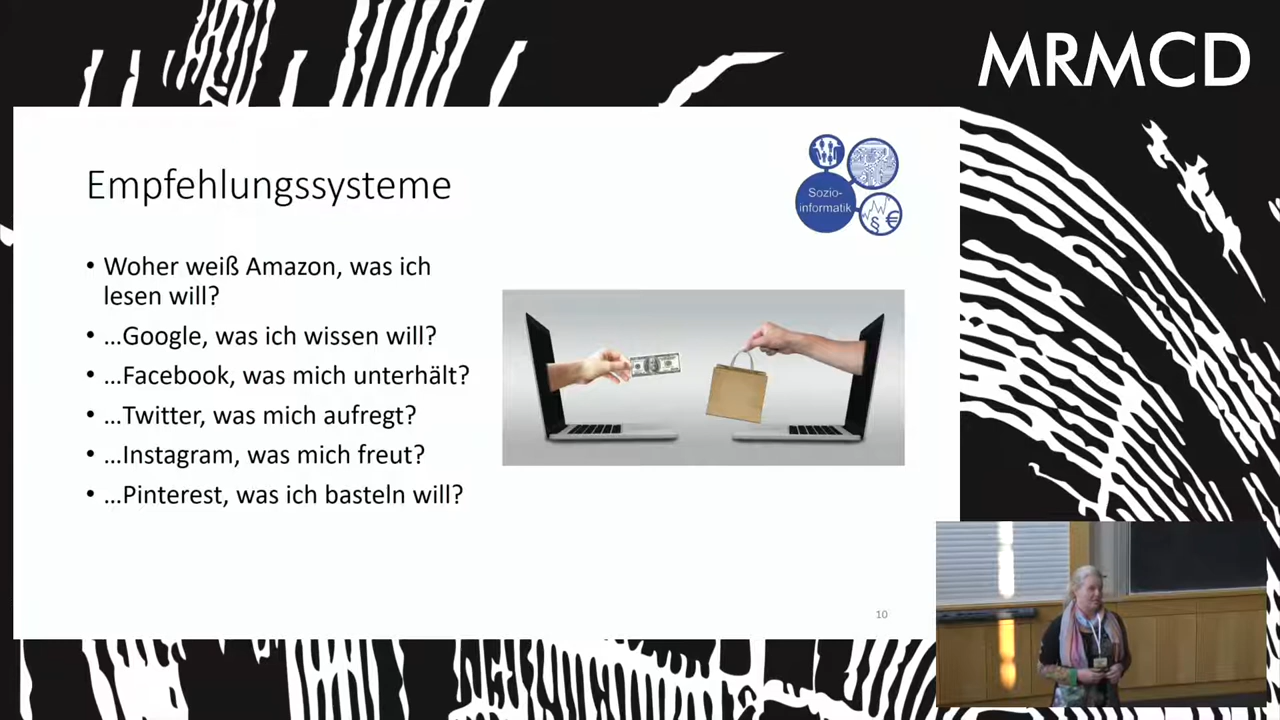 MRMCD
Empfehlungssysteme
Sozio-
informatik
§
€
• Woher weiß Amazon, was ich
lesen will?
• ...Google, was ich wissen will?
• ...Facebook, was mich unterhält?
• ...Twitter, was mich aufregt?
• ...Instagram, was mich freut?
• ...Pinterest, was ich basteln will?
10